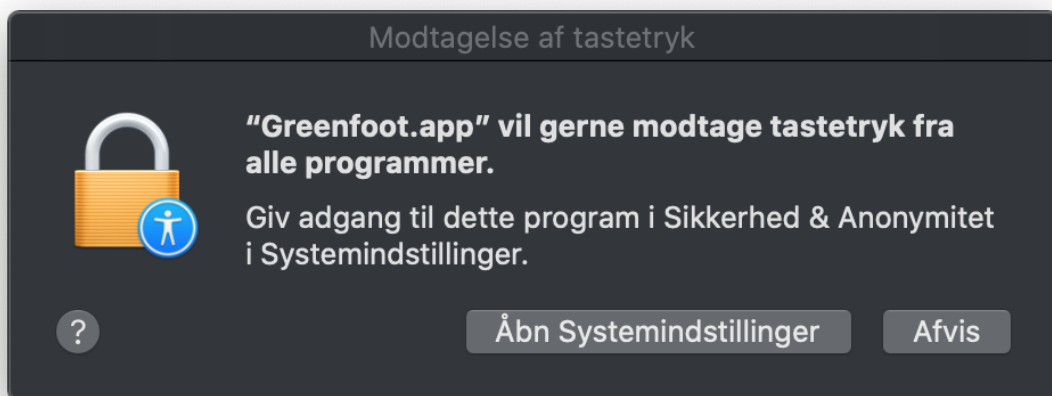 Modtagelse af tastetryk
“Greenfoot.app” vil gerne modtage tastetryk fra
alle programmer.
Giv adgang til dette program i Sikkerhed & Anonymitet
i Systemindstillinger.
?
Åbn Systemindstillinger
Afvis